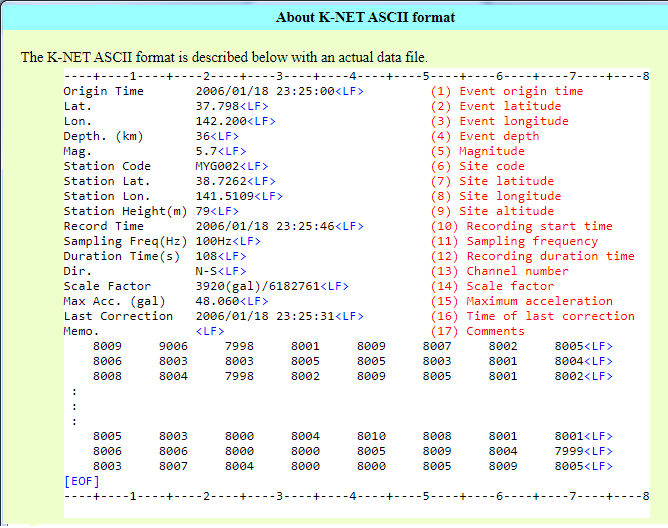 About K-NET ASCII format
The K-NET ASCII format is described below with an actual data file.
----+----1----+----2----+----3----+----4----+----5----+----6----+----7----+----8
Origin Time       2006/01/18 23:25:00<LF>         (1) Event origin time
Lat.              37.798<LF>                      (2) Event latitude
Lon.              142.200<LF>                     (3) Event longitude
Depth. (km)       36<LF>                          (4) Event depth
Mag.              5.7<LF>                         (5) Magnitude
Station Code      MYG002<LF>                      (6) Site code
Station Lat.      38.7262<LF>                     (7) Site latitude
Station Lon.      141.5109<LF>                    (8) Site longitude
Station Height(m) 79<LF>                          (9) Site altitude
Record Time       2006/01/18 23:25:46<LF>         (10) Recording start time
Sampling Freq(Hz) 100Hz<LF>                       (11) Sampling frequency
Duration Time(s)  108<LF>                         (12) Recording duration time
Dir.              N-S<LF>                         (13) Channel number
Scale Factor      3920(gal)/6182761<LF>           (14) Scale factor
Max Acc. (gal)    48.060<LF>                      (15) Maximum acceleration
Last Correction   2006/01/18 23:25:31<LF>         (16) Time of last correction
Memo.             <LF>                            (17) Comments
8009 9006 7998 8001 8009 8007 8002 8005<LF>
8006 8003 8003 8005 8005 8003 8001 8004<LF>
8008 8004 7998 8002 8009 8005 8001 8002<LF>
:
:
:
8005 8003 8000 8004 8010 8008 8001 8001<LF>
8006 8006 8000 8000 8005 8009 8004 7999<LF>
8003 8007 8004 8000 8000 8005 8009 8005<LF>
[EOF]
----+----1----+----2----+----3----+----4----+----5----+----6----+----7----+----8